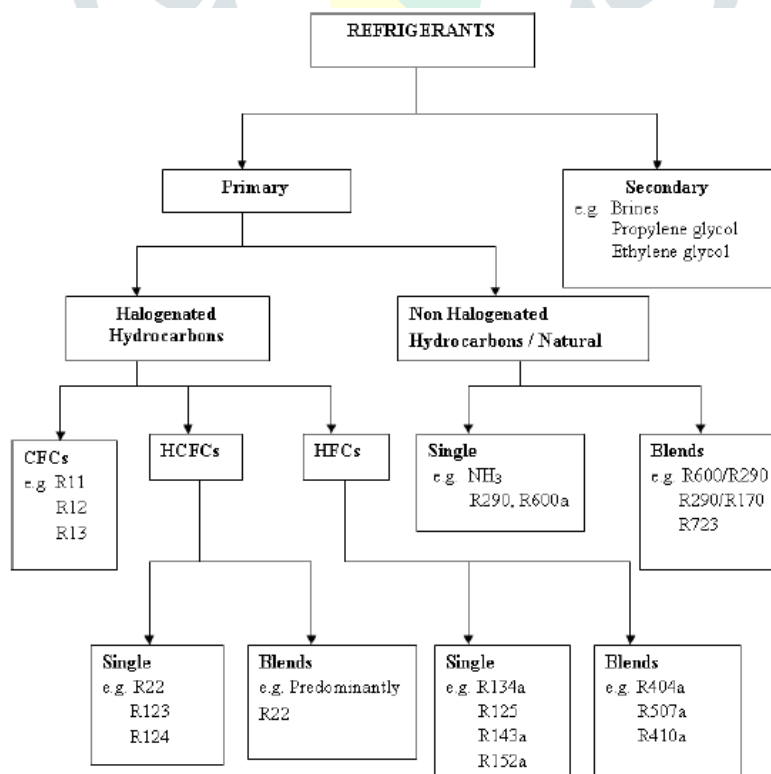 REFRIGERANTS
Primary
Secondary
e.g. Brines
Propylene glycol
Ethylene glycol
Halogenated
Hydrocarbons
Non Halogenated
Hydrocarbons / Natural
CFCs
e.g. R11
R12
R13
HCFCs
HFCs
Single
e.g. NH₃
R290, R600a
Blends
e.g. R600/R290
R290/R170
R723
Single
e.g. R22
R123
R124
Blends
e.g. Predominantly
R22
Single
e.g. R134a
R125
R143a
R152a
Blends
e.g. R404a
R507a
R410a